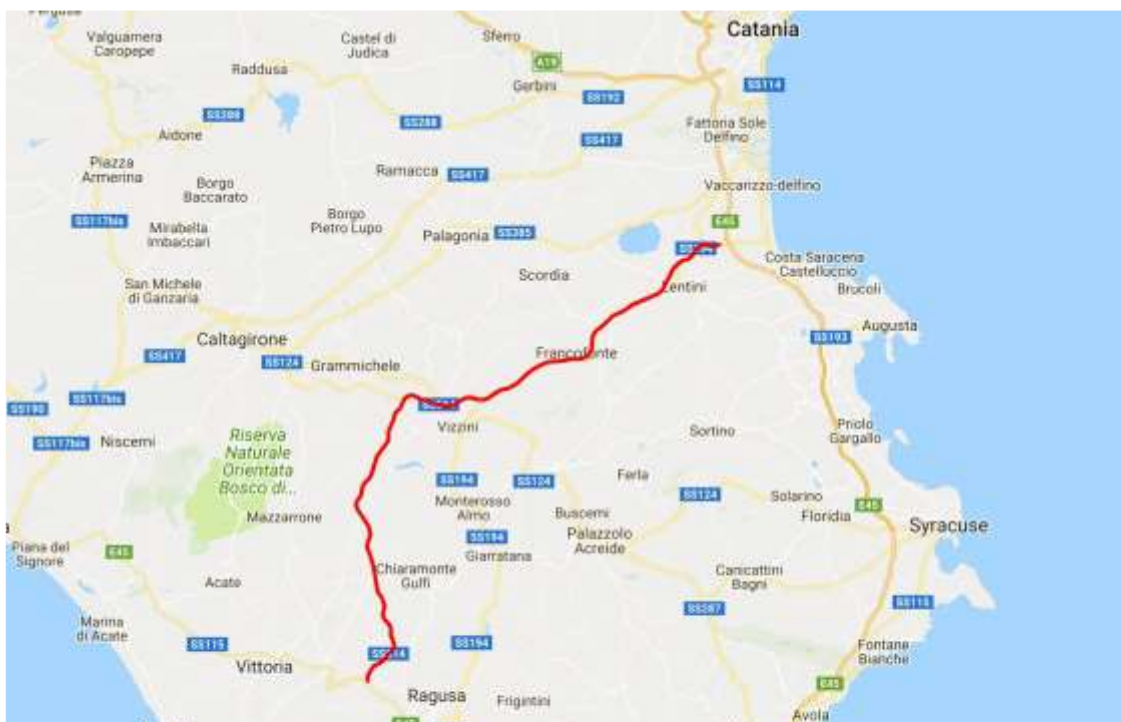 Valguarnera
Caropepe
Castel di
Judica
Sferro
Catania
A19
Raddusa
Gerbini
SS114
SS192
SS288
SS288
Fattoria Sole
Delfino
Aidone
SS417
Piazza
Armerina
Ramacca
SS417
Borgo
Baccarato
Vaccarizzo-delfino
SS117bis
Borgo
Pietro Lupo
E45
Mirabella
Imbaccari
Palagonia
SS385
Costa Saracena
Castelluccio
Scordia
Lentini
Brucoli
San Michele
di Ganzaria
Augusta
Caltagirone
SS193
SS417
SS124
Grammichele
Francofonte
SS117bis
SS190
Vizzini
Priolo
Gargallo
SS117bis
Niscemi
Riserva
Naturale
Orientata
Bosco di...
Sortino
SS194
SS124
Ferla
Monterosso
Almo
SS124
Solarino
Floridia
E45
Mazzarrone
Buscemi
Syracuse
Palazzolo
Acreide
SS194
Giarratana
Piana del
Signore
E45
Chiaramonte
Gulfi
Canicattini
Bagni
Acate
SS115
SS287
Marina
di Acate
SS115
SS194
Fontane
Bianche
Vittoria
E45
Ragusa
Frigintini
Avola